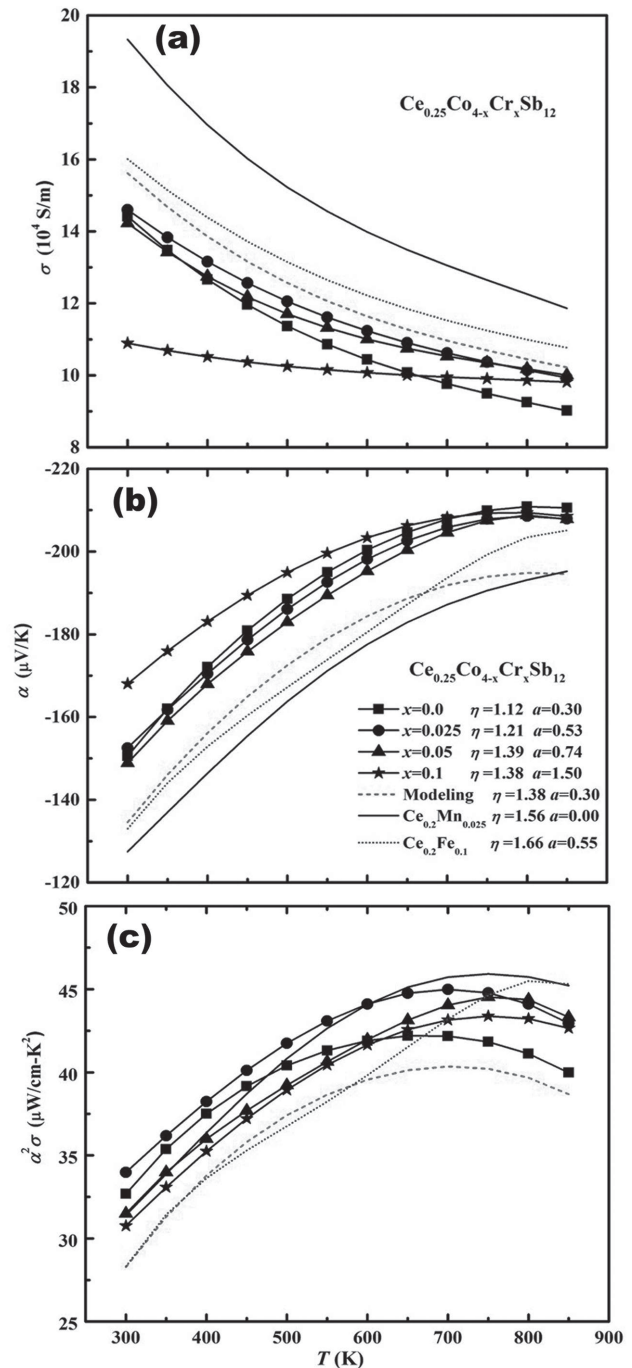 (a)
20
18
16
14
12
10
8
σ (10⁴ S/m)
Ce₀.₂₅Co₄₋ₓCrₓSb₁₂
(b)
-220
-200
-180
-160
-140
-120
α (μV/K)
Ce₀.₂₅Co₄₋ₓCrₓSb₁₂
x=0.0 η=1.12 a=0.30
x=0.025 η=1.21 a=0.53
x=0.05 η=1.39 a=0.74
x=0.1 η=1.38 a=1.50
Modeling η=1.38 a=0.30
Ce₀.₂Mn₀.₀₂₅ η=1.56 a=0.00
Ce₀.₂Fe₀.₁ η=1.66 a=0.55
(c)
50
45
40
35
30
25
α²σ (μW/cm-K²)
300 400 500 600 700 800 900
T (K)